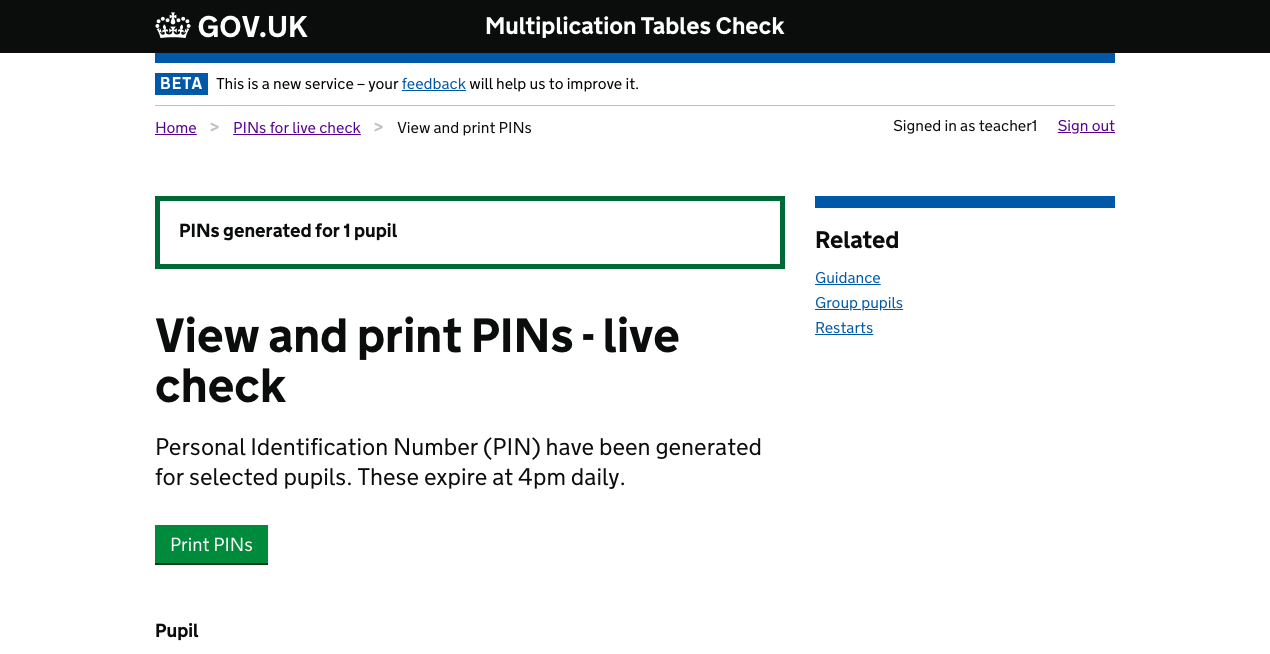 GOV.UK
Multiplication Tables Check
BETA This is a new service – your feedback will help us to improve it.
Home > PINs for live check > View and print PINs
Signed in as teacher1 Sign out
PINs generated for 1 pupil
View and print PINs - live
check
Personal Identification Number (PIN) have been generated
for selected pupils. These expire at 4pm daily.
Print PINs
Pupil
Related
Guidance
Group pupils
Restarts